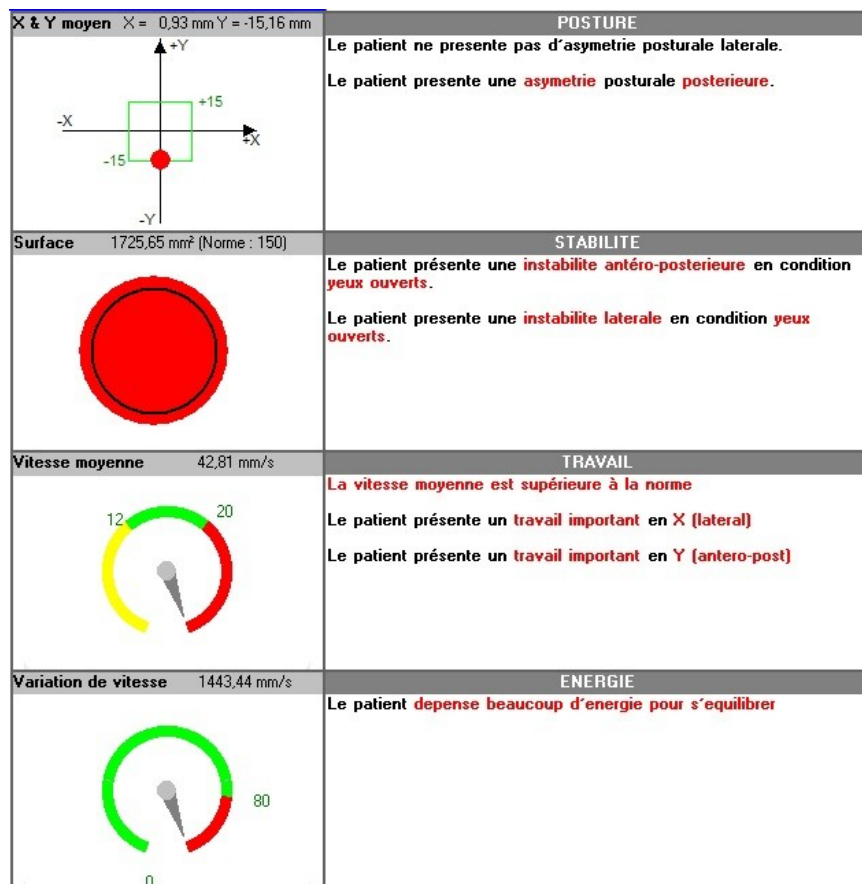 X & Y moyen X = 0,93 mm Y = -15,16 mm
POSTURE
+Y
+15
-X
+X
-15
-Y
Le patient ne presente pas d'asymetrie posturale laterale.
Le patient presente une asymetrie posturale posterieure.
Surface 1725,65 mm² (Norme : 150)
STABILITE
Le patient présente une instabilite antéro-posterieure en condition
yeux ouverts.
Le patient presente une instabilite laterale en condition yeux
ouverts.
Vitesse moyenne 42,81 mm/s
TRAVAIL
12
20
La vitesse moyenne est supérieure à la norme
Le patient présente un travail important en X (lateral)
Le patient présente un travail important en Y (antero-post)
Variation de vitesse 1443,44 mm/s
ENERGIE
80
0
Le patient depense beaucoup d'energie pour s'equilibrer